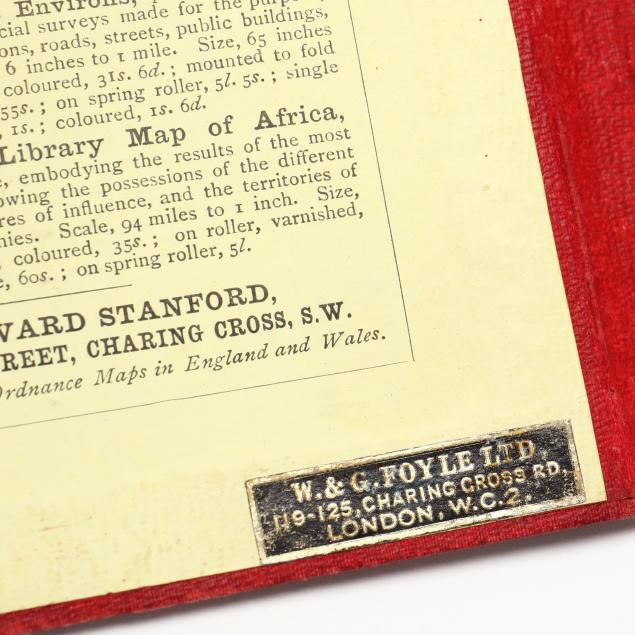 Environs,
cial surveys made for the
ons, roads, streets, public buildings,
6 inches to 1 mile. Size, 65 inches
coloured, 31s. 6d.; mounted to fold
55s.; on spring roller, 5l. 5s.; single
, 1s.; coloured, 1s. 6d.
Library Map of Africa,
, embodying the results of the most
owing the possessions of the different
res of influence, and the territories of
nies. Scale, 94 miles to 1 inch. Size,
coloured, 35s.; on roller, varnished,
, 60s.; on spring roller, 5l.
WARD STANFORD,
REET, CHARING CROSS, S.W.
Ordnance Maps in England and Wales.
W. & G. FOYLE LTD.
119-125, CHARING CROSS RD,
LONDON, W.C.2.